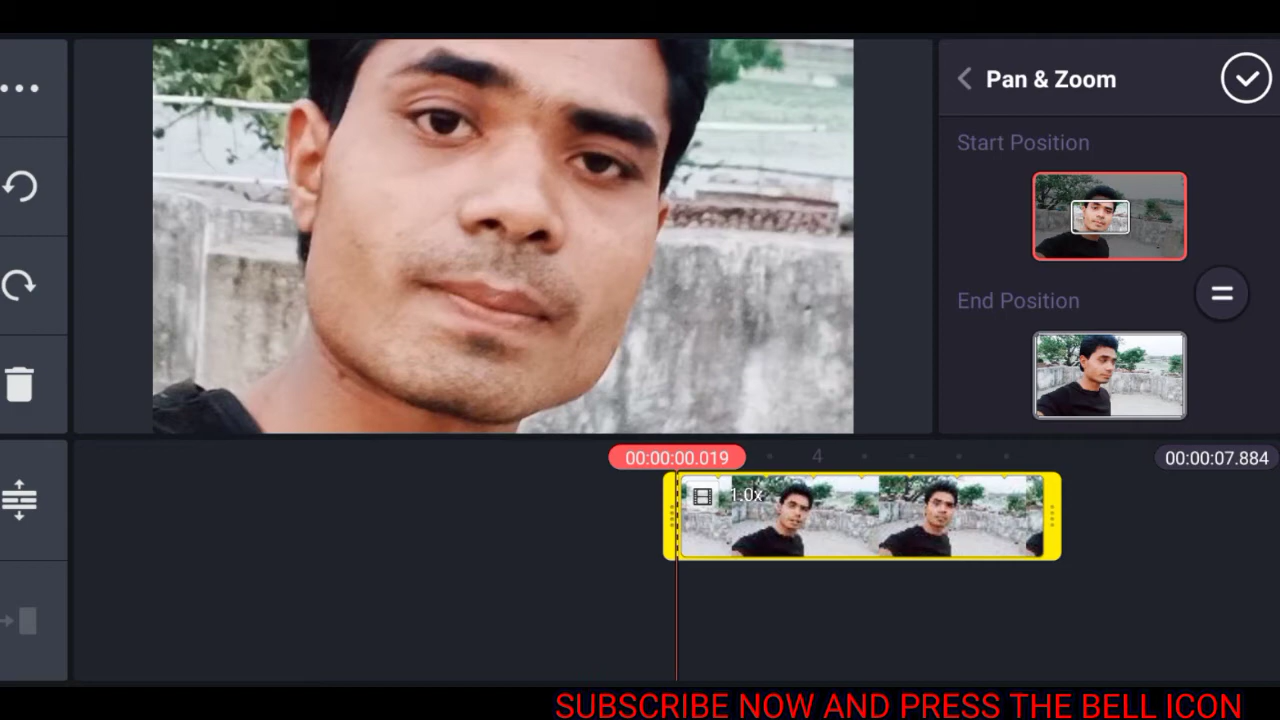 Pan & Zoom
Start Position
End Position
00:00:00.019
4
00:00:07.884
1.0x
SUBSCRIBE NOW AND PRESS THE BELL ICON